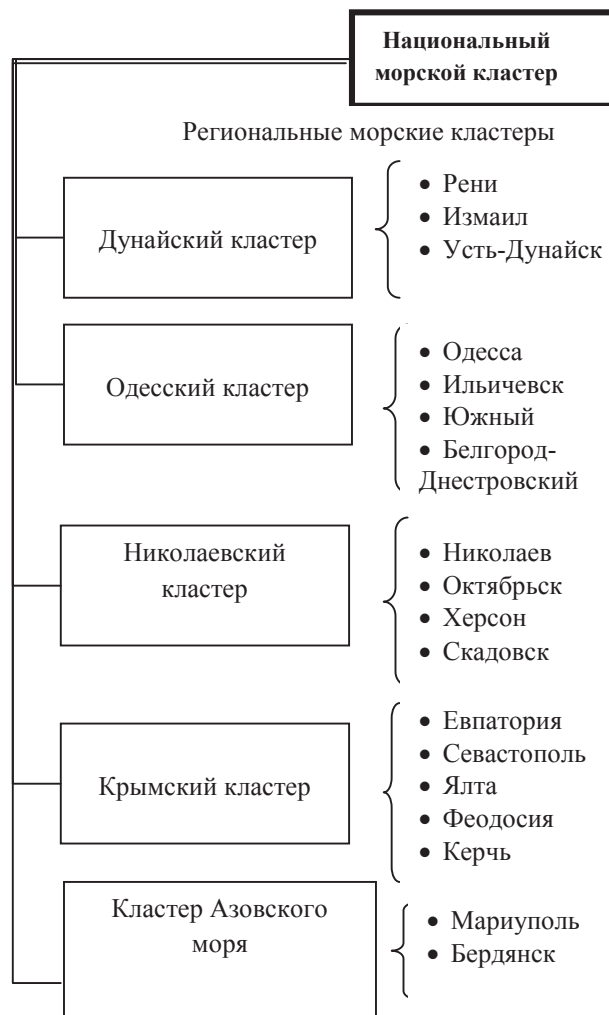 Национальный
морской кластер
Региональные морские кластеры
Дунайский кластер
• Рени
• Измаил
• Усть-Дунайск
Одесский кластер
• Одесса
• Ильичевск
• Южный
• Белгород-
Днестровский
Николаевский
кластер
• Николаев
• Октябрьск
• Херсон
• Скадовск
Крымский кластер
• Евпатория
• Севастополь
• Ялта
• Феодосия
• Керчь
Кластер Азовского
моря
• Мариуполь
• Бердянск